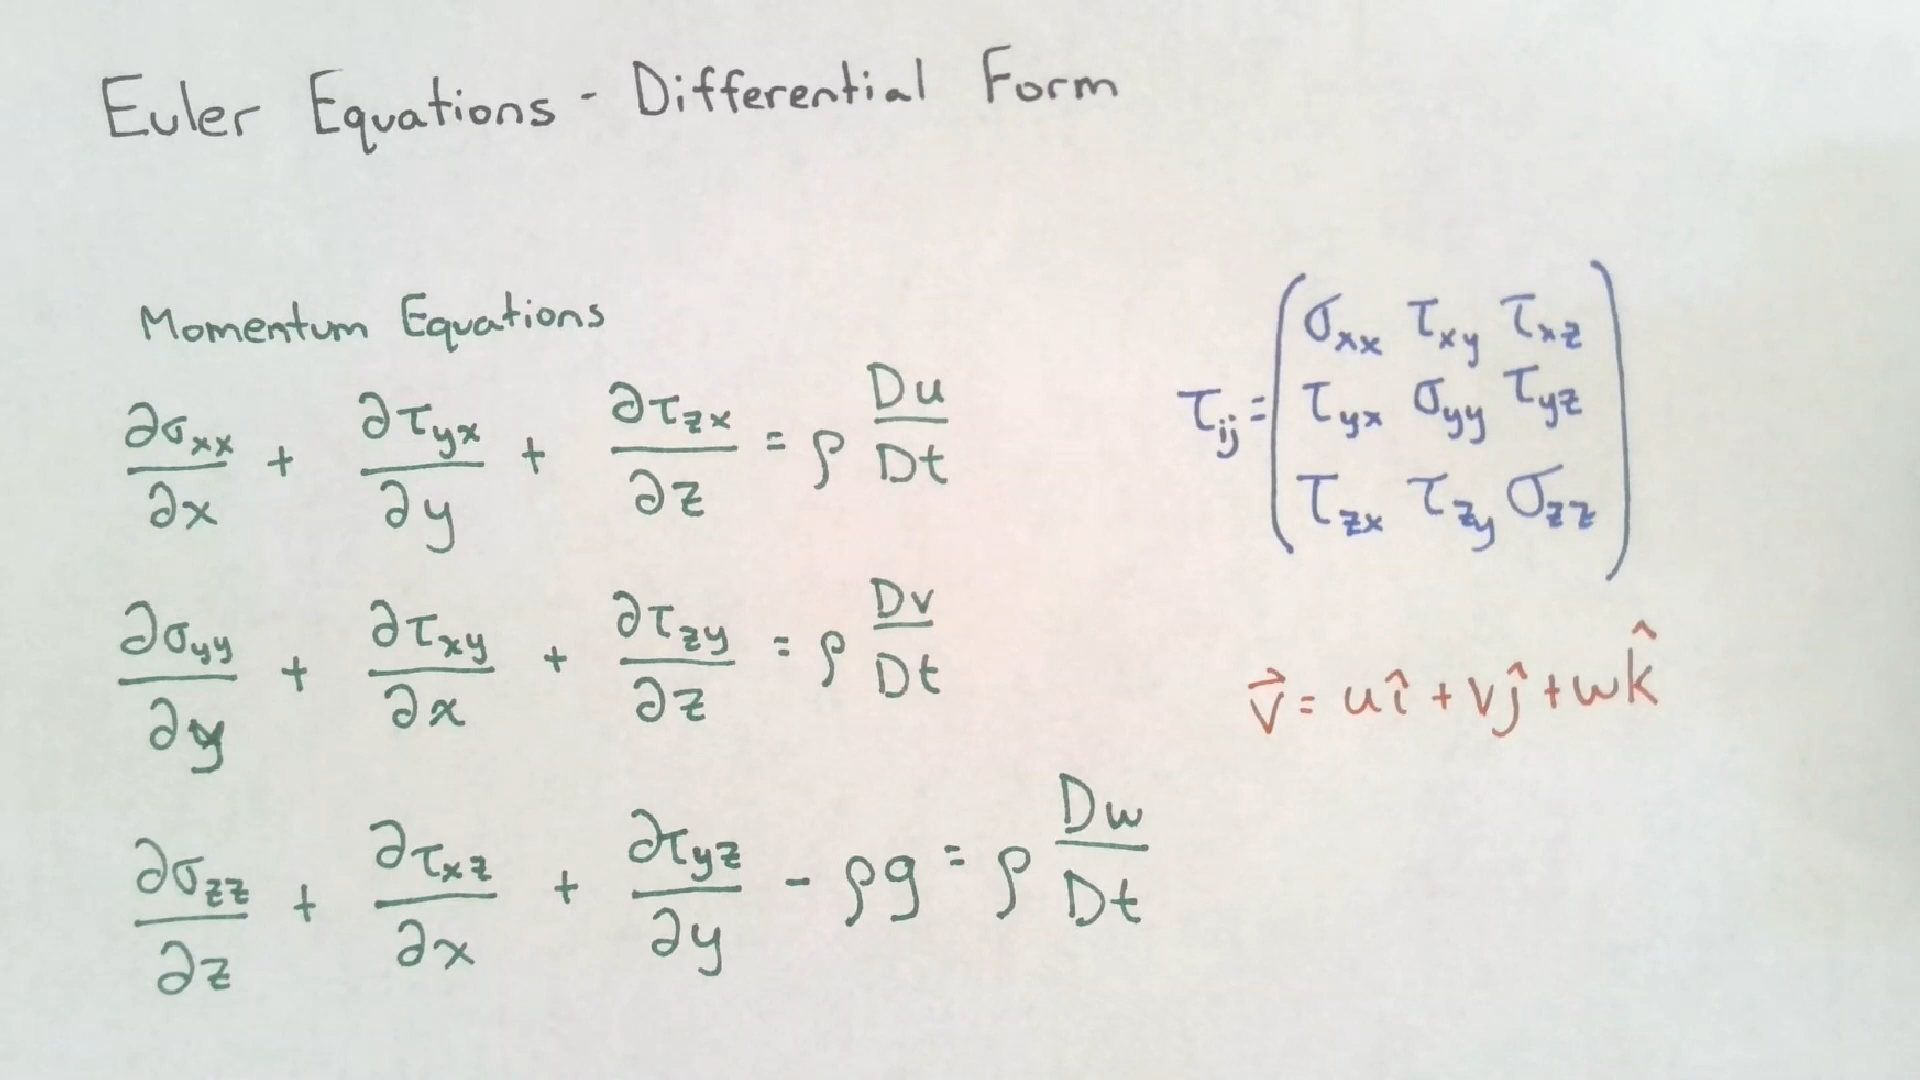 Euler Equations - Differential Form
Momentum Equations
∂σxx/∂x + ∂τyx/∂y + ∂τzx/∂z = ρ Du/Dt
∂σyy/∂y + ∂τxy/∂x + ∂τzy/∂z = ρ Dv/Dt
∂σzz/∂z + ∂τxz/∂x + ∂τyz/∂y - ρg = ρ Dw/Dt
τij = (σxx τxy τxz
τyx σyy τyz
τzx τzy σzz)
v⃗ = uî + vĵ + wk̂